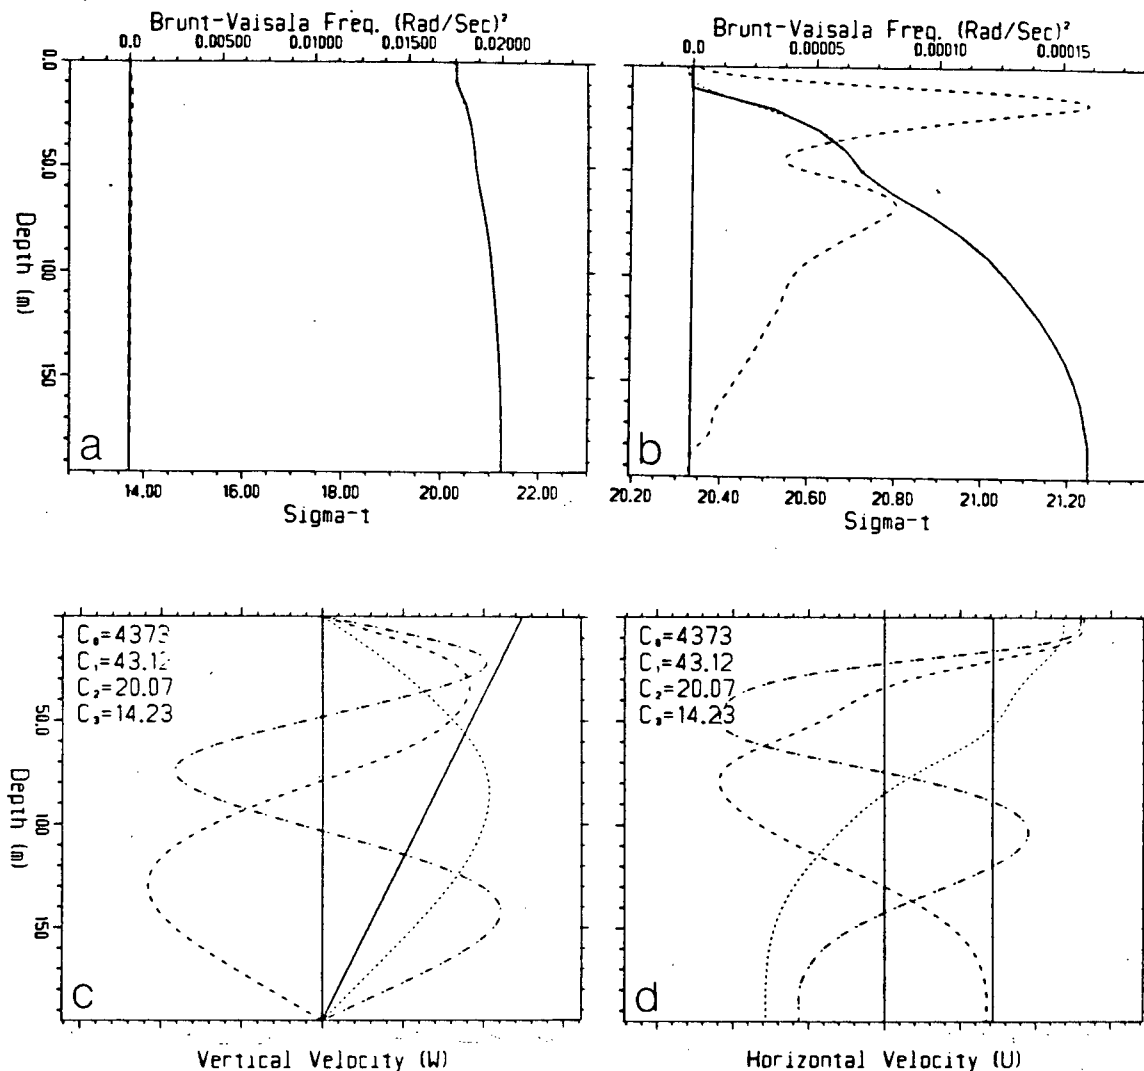 Brunt-Vaisala Freq. (Rad/Sec)²
0.0 0.00500 0.01000 0.01500 0.02000
0.0
50.0
100
150
Depth (m)
a
14.00 16.00 18.00 20.00 22.00
Sigma-t
Brunt-Vaisala Freq. (Rad/Sec)²
0.0 0.00005 0.00010 0.00015
b
20.20 20.40 20.60 20.80 21.00 21.20
Sigma-t
C₀=4373
C₁=43.12
C₂=20.07
C₃=14.23
50.0
100
150
Depth (m)
c
Vertical Velocity (W)
C₀=4373
C₁=43.12
C₂=20.07
C₃=14.23
d
Horizontal Velocity (U)